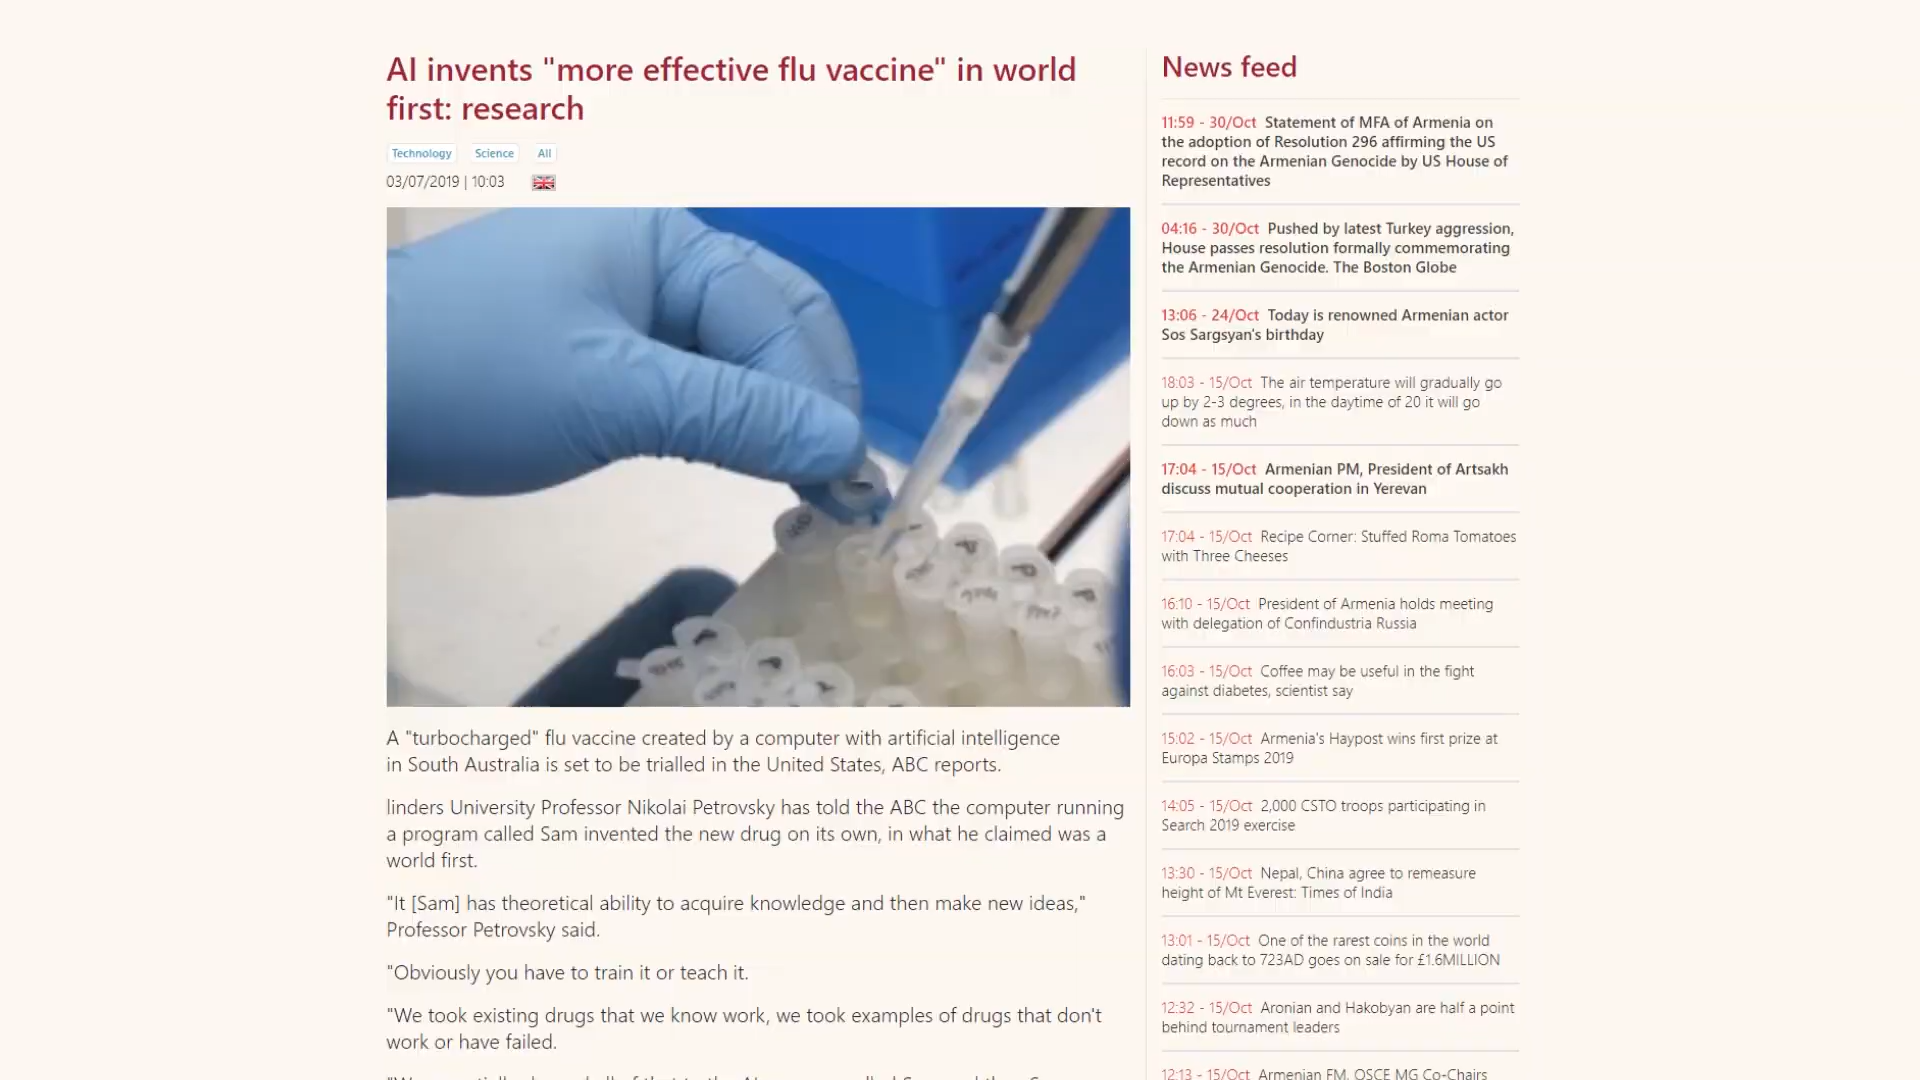 AI invents "more effective flu vaccine" in world
first: research
Technology Science All
03/07/2019 | 10:03
A "turbocharged" flu vaccine created by a computer with artificial intelligence
in South Australia is set to be trialled in the United States, ABC reports.
linders University Professor Nikolai Petrovsky has told the ABC the computer running
a program called Sam invented the new drug on its own, in what he claimed was a
world first.
"It [Sam] has theoretical ability to acquire knowledge and then make new ideas,"
Professor Petrovsky said.
"Obviously you have to train it or teach it.
"We took existing drugs that we know work, we took examples of drugs that don't
work or have failed.
News feed
11:59 - 30/Oct Statement of MFA of Armenia on
the adoption of Resolution 296 affirming the US
record on the Armenian Genocide by US House of
Representatives
04:16 - 30/Oct Pushed by latest Turkey aggression,
House passes resolution formally commemorating
the Armenian Genocide. The Boston Globe
13:06 - 24/Oct Today is renowned Armenian actor
Sos Sargsyan's birthday
18:03 - 15/Oct The air temperature will gradually go
up by 2-3 degrees, in the daytime of 20 it will go
down as much
17:04 - 15/Oct Armenian PM, President of Artsakh
discuss mutual cooperation in Yerevan
17:04 - 15/Oct Recipe Corner: Stuffed Roma Tomatoes
with Three Cheeses
16:10 - 15/Oct President of Armenia holds meeting
with delegation of Confindustria Russia
16:03 - 15/Oct Coffee may be useful in the fight
against diabetes, scientist say
15:02 - 15/Oct Armenia's Haypost wins first prize at
Europa Stamps 2019
14:05 - 15/Oct 2,000 CSTO troops participating in
Search 2019 exercise
13:30 - 15/Oct Nepal, China agree to remeasure
height of Mt Everest: Times of India
13:01 - 15/Oct One of the rarest coins in the world
dating back to 723AD goes on sale for £1.6MILLION
12:32 - 15/Oct Aronian and Hakobyan are half a point
behind tournament leaders
12:13 - 15/Oct Armenian FM, OSCE MG Co-Chairs